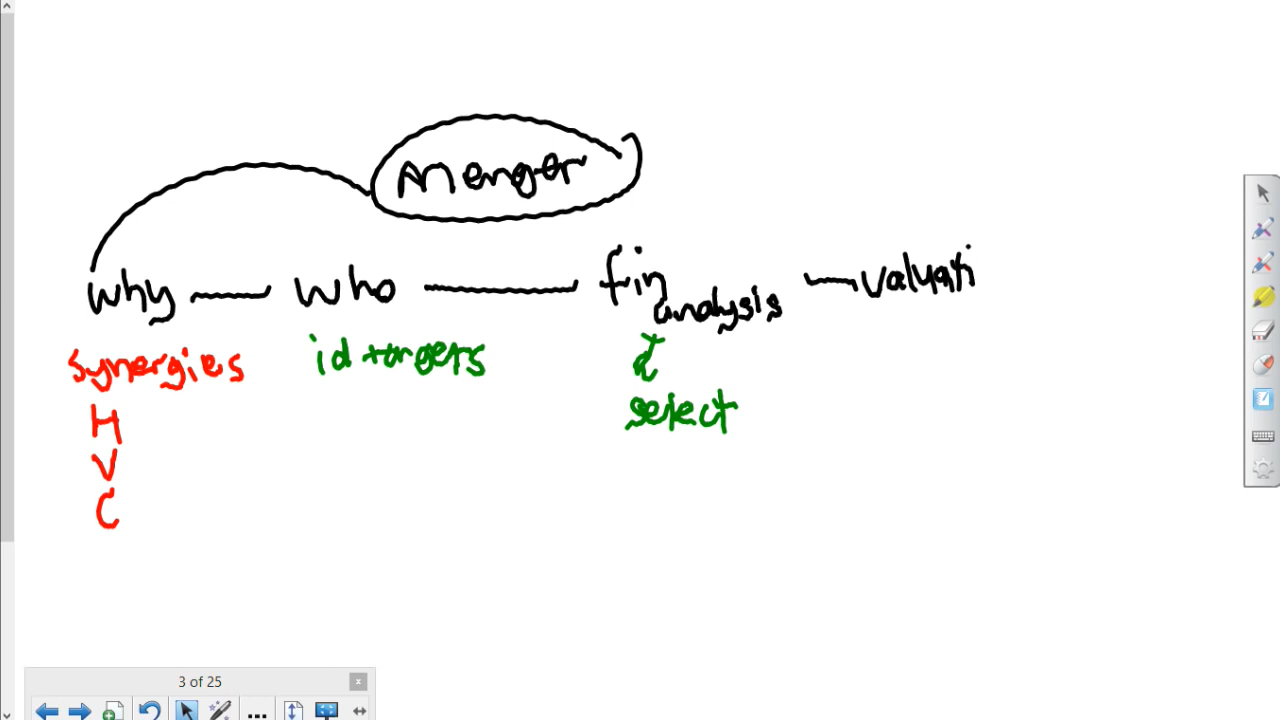 merger
why — who — fin analysis — valuati
synergies
id targets
&
select
H
V
C
3 of 25